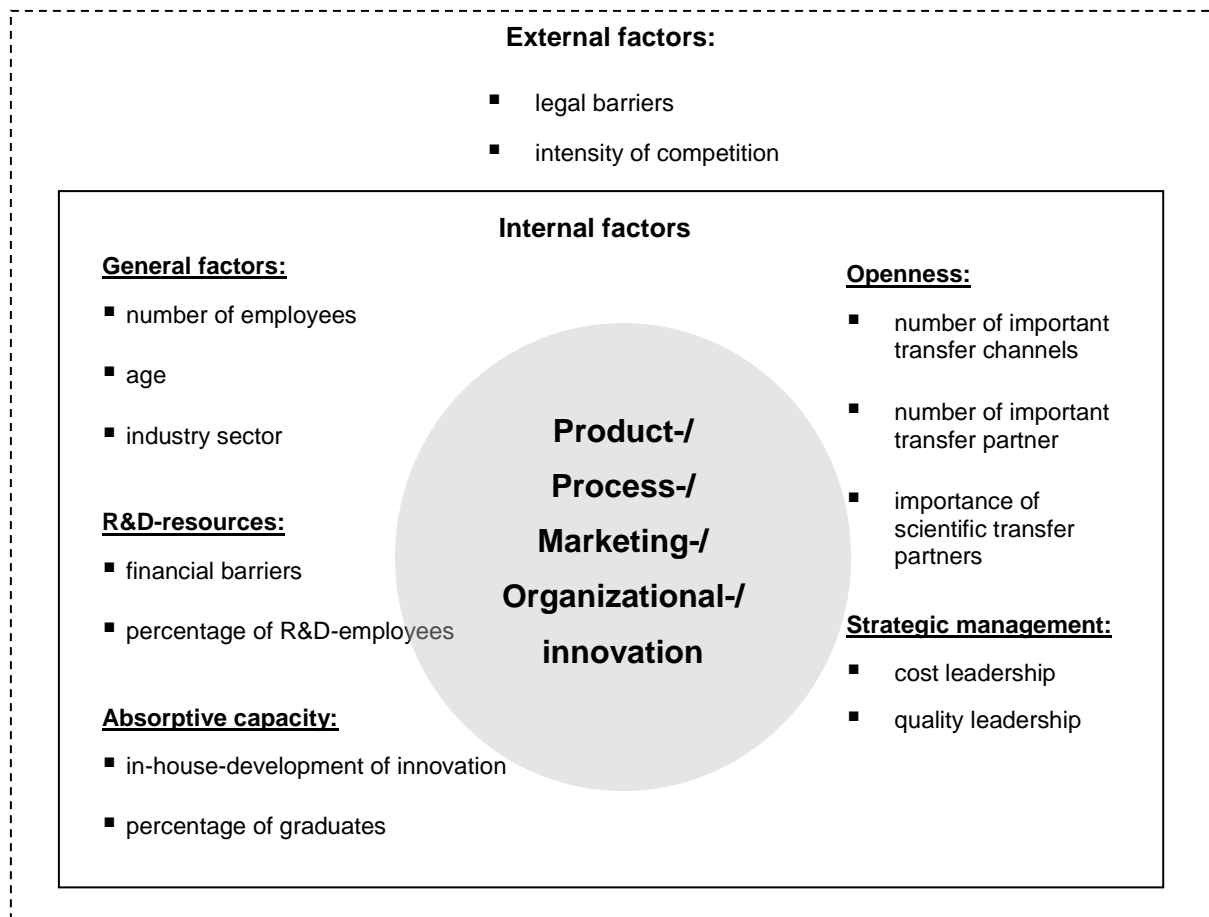 External factors:
▪ legal barriers
▪ intensity of competition
Internal factors
General factors:
▪ number of employees
▪ age
▪ industry sector
R&D-resources:
▪ financial barriers
▪ percentage of R&D-employees
Absorptive capacity:
▪ in-house-development of innovation
▪ percentage of graduates
Product-/
Process-/
Marketing-/
Organizational-/
innovation
Openness:
▪ number of important
transfer channels
▪ number of important
transfer partner
▪ importance of
scientific transfer
partners
Strategic management:
▪ cost leadership
▪ quality leadership